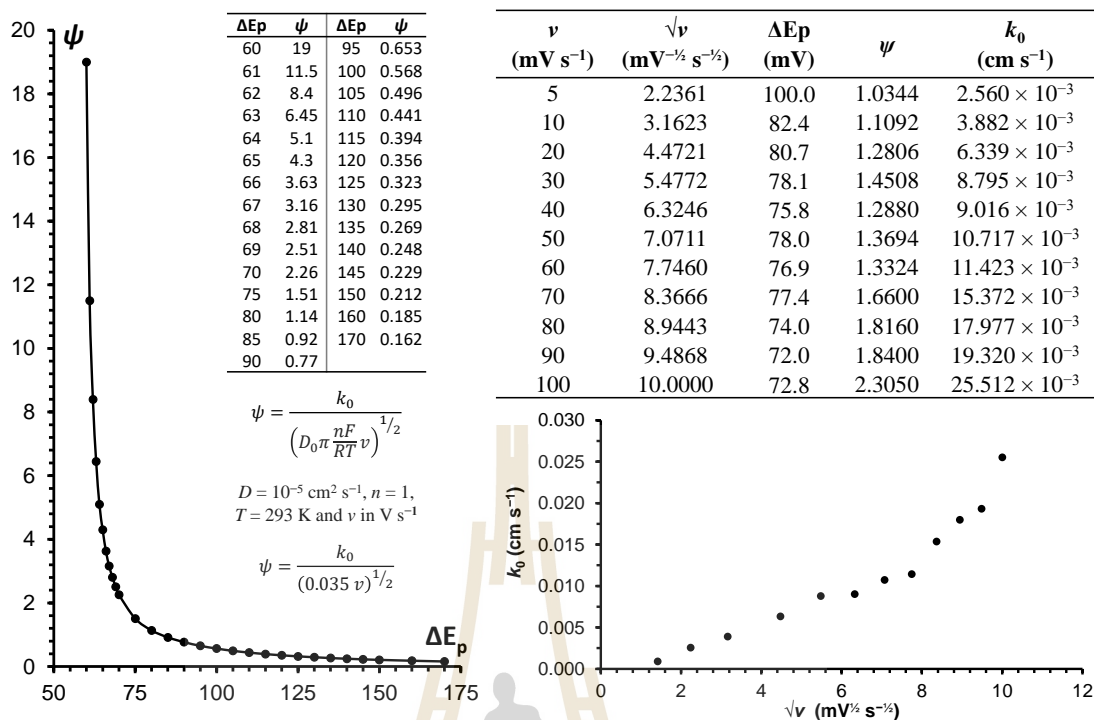 ψ
20
18
16
14
12
10
8
6
4
2
0
50 75 100 125 150 175
ΔEp
ΔEp ψ ΔEp ψ
60 19 95 0.653
61 11.5 100 0.568
62 8.4 105 0.496
63 6.45 110 0.441
64 5.1 115 0.394
65 4.3 120 0.356
66 3.63 125 0.323
67 3.16 130 0.295
68 2.81 135 0.269
69 2.51 140 0.248
70 2.26 145 0.229
75 1.51 150 0.212
80 1.14 160 0.185
85 0.92 170 0.162
90 0.77
ψ = k₀ / (D₀π nF/RT v)^1/2
D = 10⁻⁵ cm² s⁻¹, n = 1,
T = 293 K and v in V s⁻¹
ψ = k₀ / (0.035 v)^1/2
v √v ΔEp ψ k₀
(mV s⁻¹) (mV⁻½ s⁻½) (mV) (cm s⁻¹)
5 2.2361 100.0 1.0344 2.560 × 10⁻³
10 3.1623 82.4 1.1092 3.882 × 10⁻³
20 4.4721 80.7 1.2806 6.339 × 10⁻³
30 5.4772 78.1 1.4508 8.795 × 10⁻³
40 6.3246 75.8 1.2880 9.016 × 10⁻³
50 7.0711 78.0 1.3694 10.717 × 10⁻³
60 7.7460 76.9 1.3324 11.423 × 10⁻³
70 8.3666 77.4 1.6600 15.372 × 10⁻³
80 8.9443 74.0 1.8160 17.977 × 10⁻³
90 9.4868 72.0 1.8400 19.320 × 10⁻³
100 10.0000 72.8 2.3050 25.512 × 10⁻³
k₀ (cm s⁻¹)
0.030
0.025
0.020
0.015
0.010
0.005
0.000
0 2 4 6 8 10 12
√v (mV½ s⁻½)